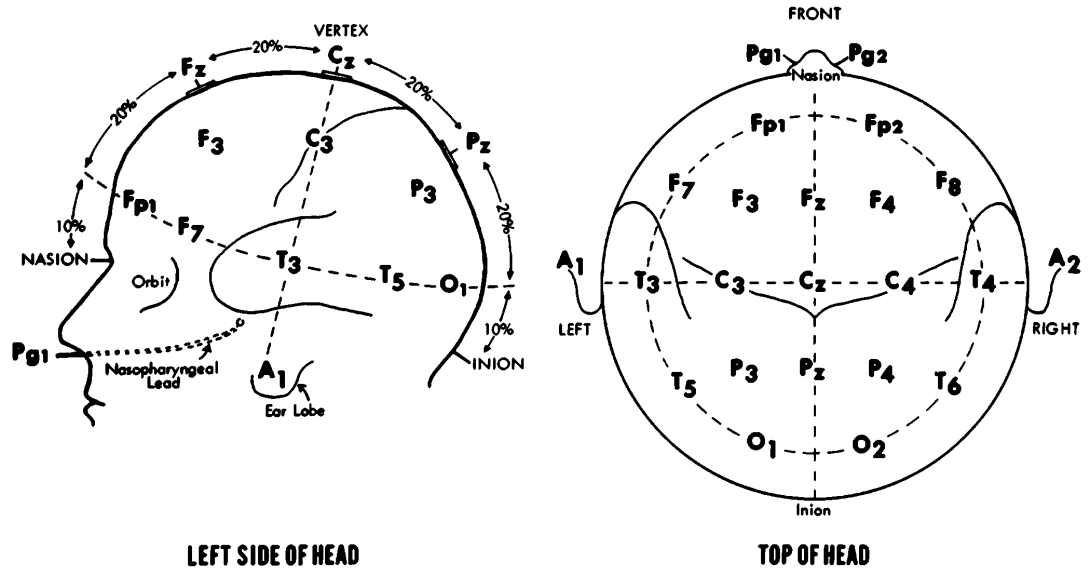 VERTEX
20%
Cz
Fz
20%
20%
F3
C3
Pz
P3
20%
Fp1
F7
10%
NASION
T3
T5
O1
Orbit
10%
Pg1
Nasopharyngeal
Lead
A1
INION
Ear Lobe
LEFT SIDE OF HEAD
FRONT
Pg1
Pg2
Nasion
Fp1
Fp2
F7
F3
Fz
F4
F8
A1
T3
C3
Cz
C4
T4
A2
LEFT
RIGHT
T5
P3
Pz
P4
T6
O1
O2
Inion
TOP OF HEAD